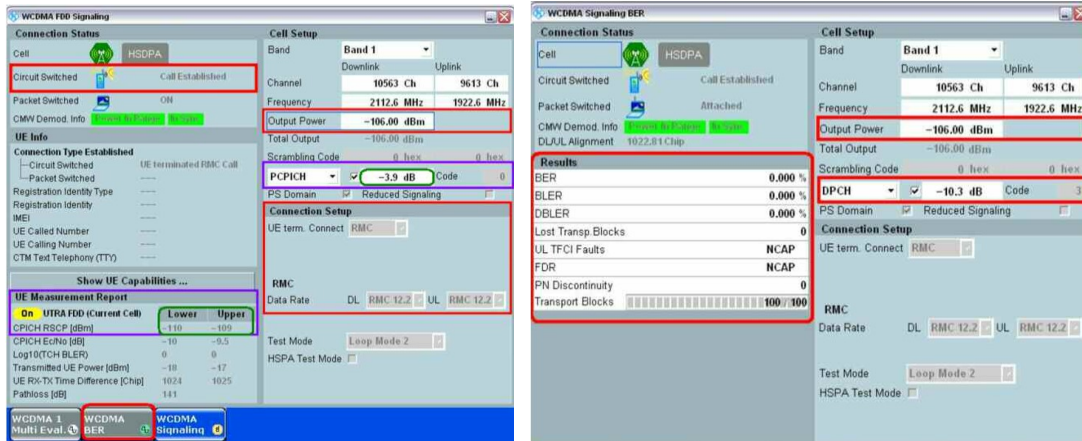 WCDMA FDD Signaling
Connection Status
Cell HSDPA
Circuit Switched Call Established
Packet Switched ON
CMW Demod. Info Power In Range In Sync
UE Info
Connection Type Established
Circuit Switched UE terminated RMC Call
Packet Switched ----
Registration Identity Type ----
Registration Identity ----
IMEI ----
UE Called Number ----
UE Calling Number ----
CTM Text Telephony (TTY) ----
Show UE Capabilities ...
UE Measurement Report
On UTRA FDD (Current Cell) Lower Upper
CPICH RSCP [dBm] -110 -109
CPICH Ec/No [dB] -10 -9.5
Log10(TCH BLER) 0 0
Transmitted UE Power [dBm] -18 -17
UE RX-TX Time Difference [Chip] 1024 1025
Pathloss [dB] 141
Cell Setup
Band Band 1
Downlink Uplink
Channel 10563 Ch 9613 Ch
Frequency 2112.6 MHz 1922.6 MHz
Output Power -106.00 dBm
Total Output -106.00 dBm
Scrambling Code 0 hex 0 hex
PCPICH -3.9 dB Code 0
PS Domain Reduced Signaling
Connection Setup
UE term. Connect RMC
RMC
Data Rate DL RMC 12.2 UL RMC 12.2
Test Mode Loop Mode 2
HSPA Test Mode
WCDMA 1 Multi Eval.
WCDMA BER
WCDMA Signaling
WCDMA Signaling BER
Connection Status
Cell HSDPA
Circuit Switched Call Established
Packet Switched Attached
CMW Demod. Info Power In Range In Sync
DL/UL Alignment 1022.81 Chip
Results
BER 0.000 %
BLER 0.000 %
DBLER 0.000 %
Lost Transp.Blocks 0
UL TFCI Faults NCAP
FDR NCAP
PN Discontinuity 0
Transport Blocks 100 / 100
Cell Setup
Band Band 1
Downlink Uplink
Channel 10563 Ch 9613 Ch
Frequency 2112.6 MHz 1922.6 MHz
Output Power -106.00 dBm
Total Output -106.00 dBm
Scrambling Code 0 hex 0 hex
DPCH -10.3 dB Code 3
PS Domain Reduced Signaling
Connection Setup
UE term. Connect RMC
RMC
Data Rate DL RMC 12.2 UL RMC 12.2
Test Mode Loop Mode 2
HSPA Test Mode